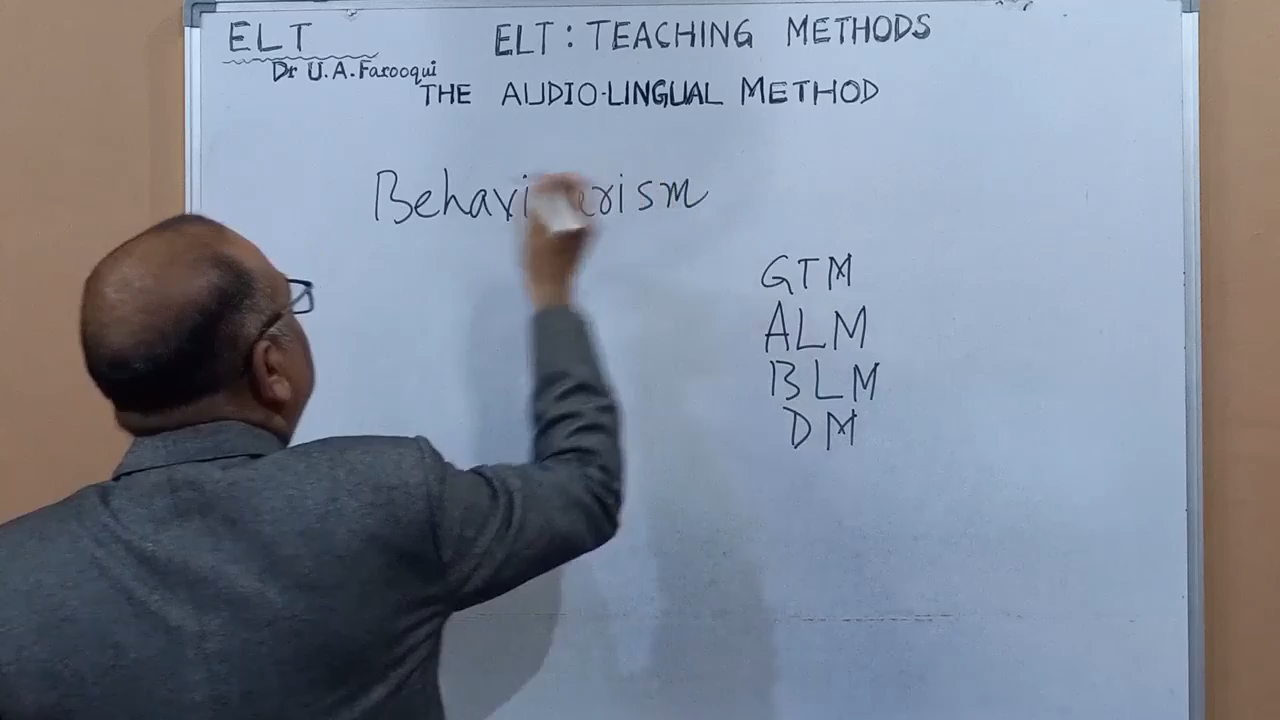 ELT
Dr U.A. Farooqui
ELT : TEACHING METHODS
THE AUDIO-LINGUAL METHOD
GTM
ALM
BLM
DM